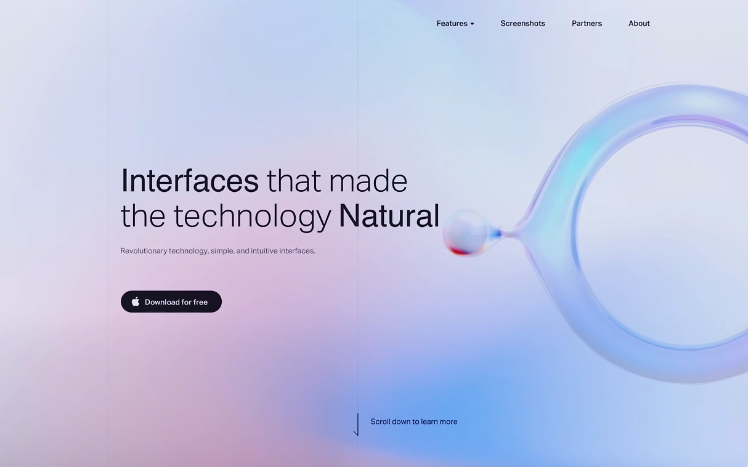 Features
Screenshots
Partners
About
Interfaces that made
the technology Natural
Revolutionary technology, simple, and intuitive interfaces.
Download for free
Scroll down to learn more